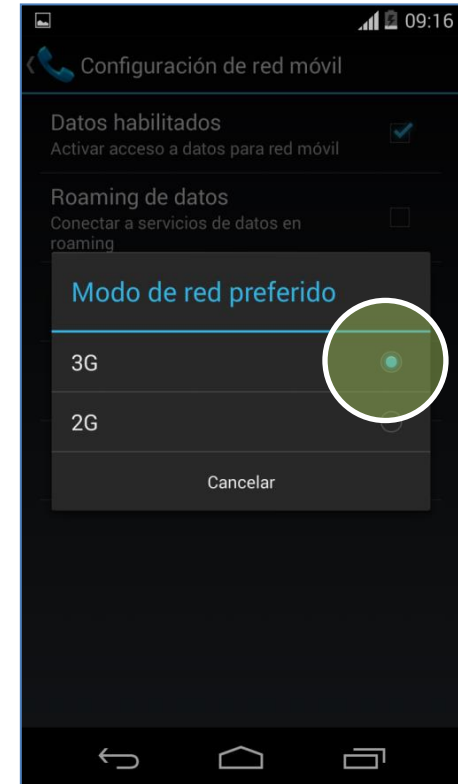 09:16
Configuración de red móvil
Datos habilitados
Activar acceso a datos para red móvil
Roaming de datos
Conectar a servicios de datos en
roaming
Modo de red preferido
3G
2G
Cancelar